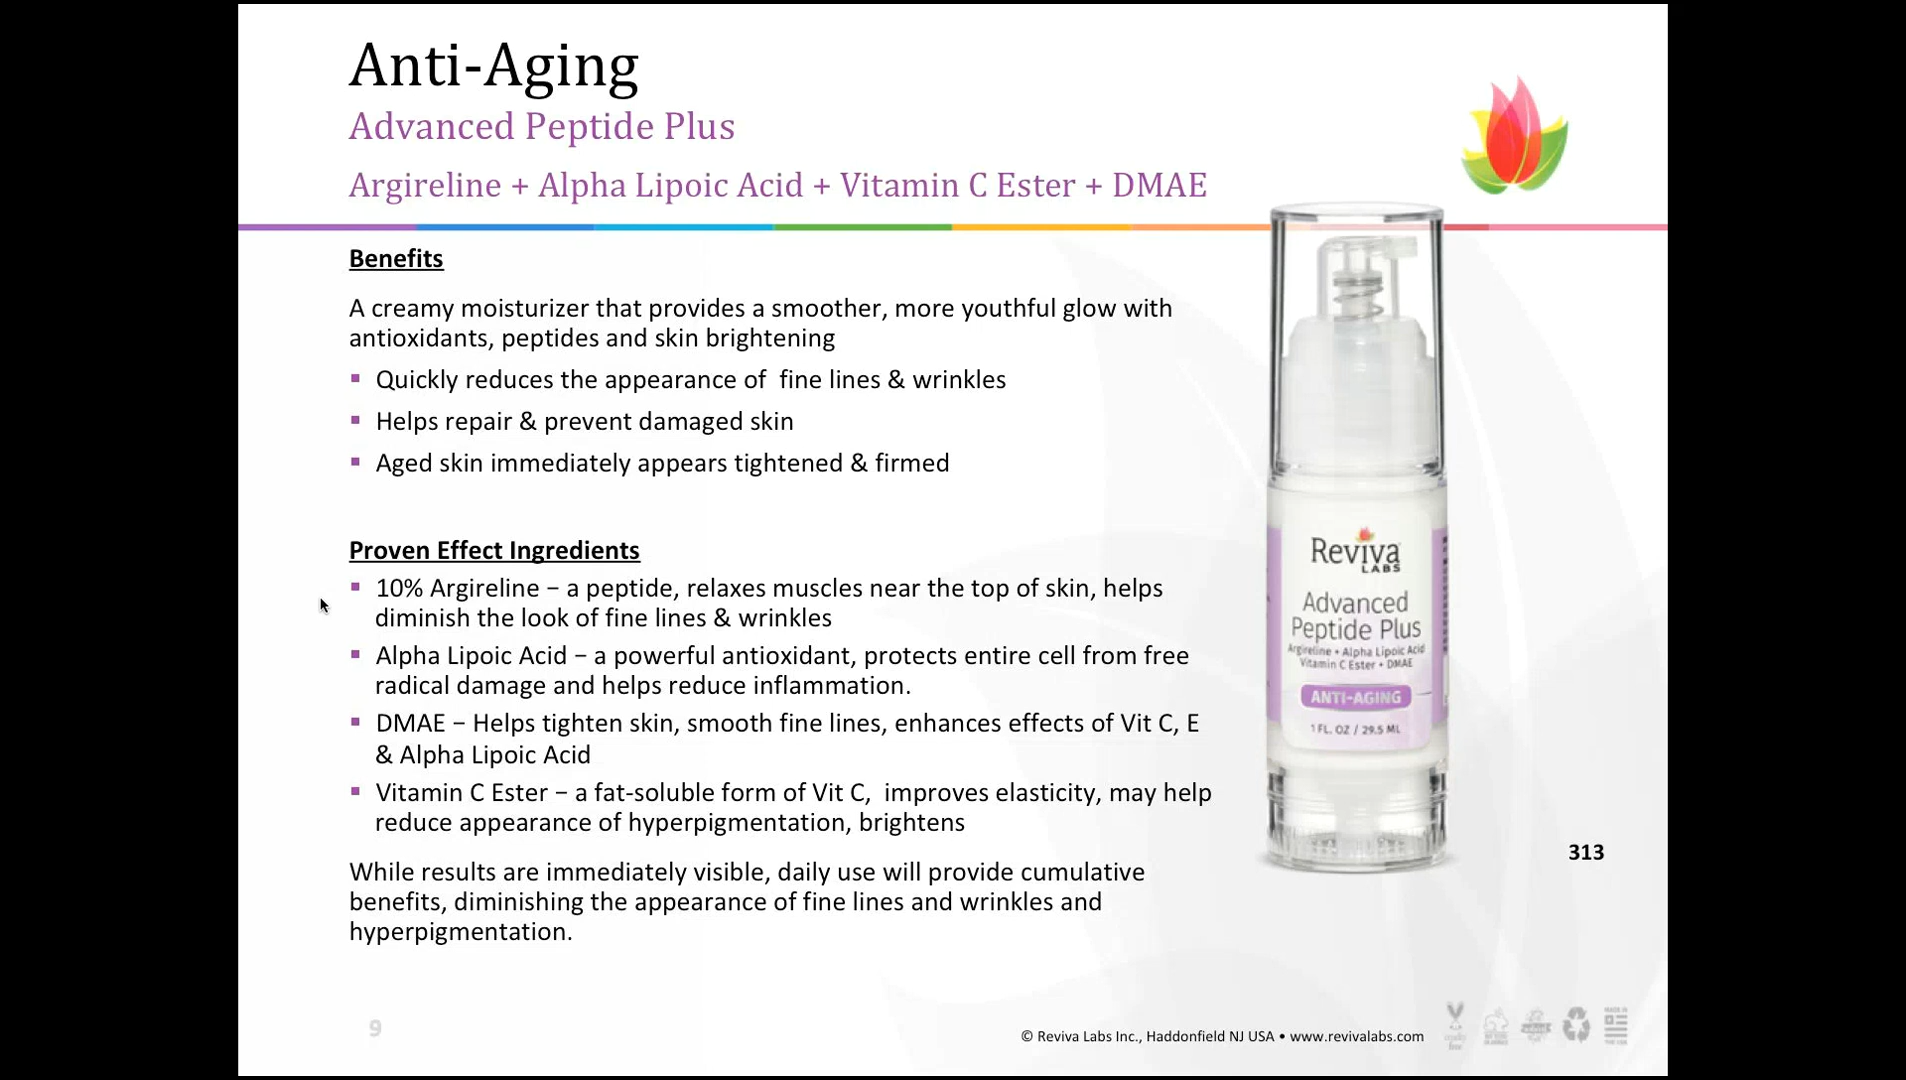 Anti-Aging
Advanced Peptide Plus
Argireline + Alpha Lipoic Acid + Vitamin C Ester + DMAE
Benefits
A creamy moisturizer that provides a smoother, more youthful glow with
antioxidants, peptides and skin brightening
▪ Quickly reduces the appearance of  fine lines & wrinkles
▪ Helps repair & prevent damaged skin
▪ Aged skin immediately appears tightened & firmed
Proven Effect Ingredients
▪ 10% Argireline – a peptide, relaxes muscles near the top of skin, helps
diminish the look of fine lines & wrinkles
▪ Alpha Lipoic Acid – a powerful antioxidant, protects entire cell from free
radical damage and helps reduce inflammation.
▪ DMAE – Helps tighten skin, smooth fine lines, enhances effects of Vit C, E
& Alpha Lipoic Acid
▪ Vitamin C Ester – a fat-soluble form of Vit C,  improves elasticity, may help
reduce appearance of hyperpigmentation, brightens
While results are immediately visible, daily use will provide cumulative
benefits, diminishing the appearance of fine lines and wrinkles and
hyperpigmentation.
Reviva
LABS
Advanced
Peptide Plus
Argireline • Alpha Lipoic Acid
Vitamin C Ester • DMAE
ANTI-AGING
1 FL. OZ / 29.5 ML
313
9
© Reviva Labs Inc., Haddonfield NJ USA • www.revivalabs.com
cruelty
free
MADE IN
THE USA